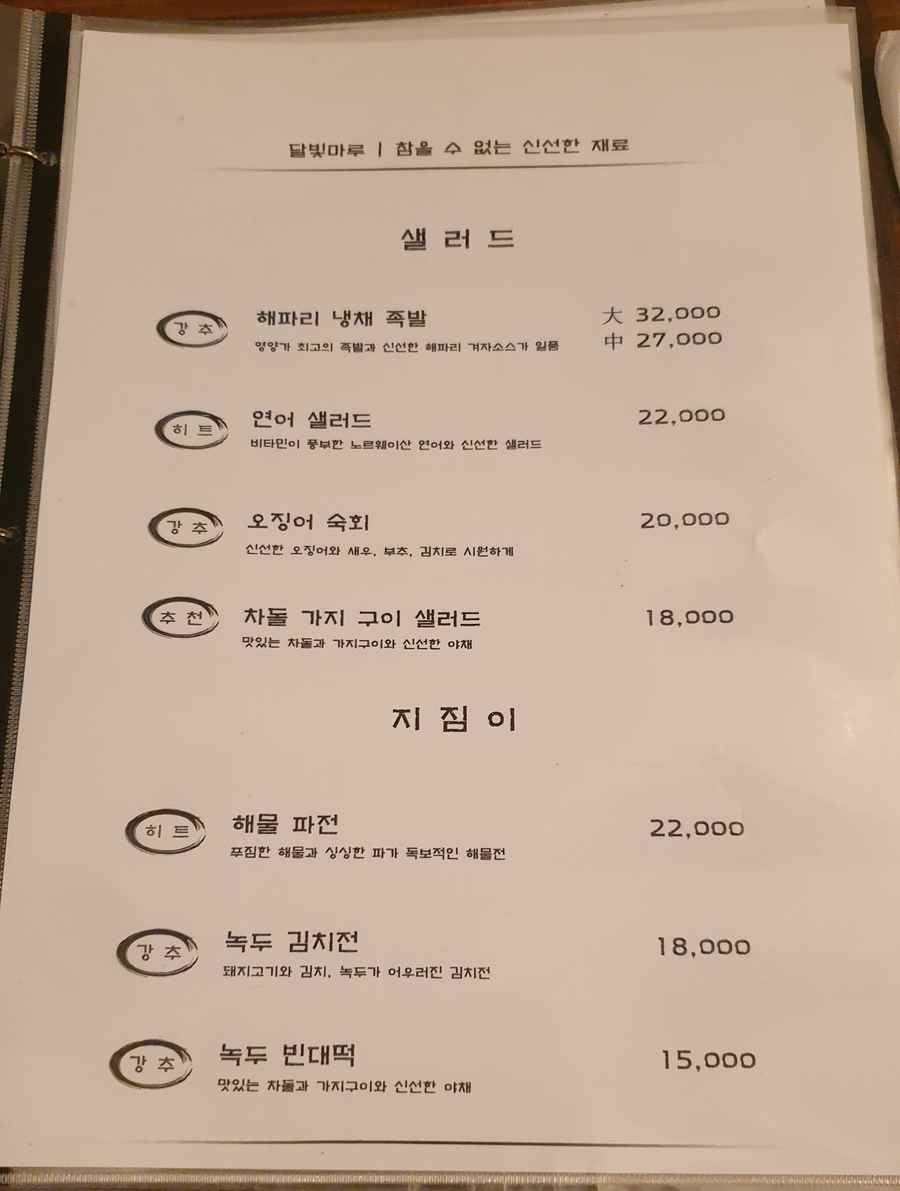 달빛마루 | 참을 수 없는 신선한 재료
샐러드
강추 해파리 냉채 족발 大 32,000
영양가 최고의 족발과 신선한 해파리 겨자소스가 일품 中 27,000
히트 연어 샐러드 22,000
비타민이 풍부한 노르웨이산 연어와 신선한 샐러드
강추 오징어 숙회 20,000
신선한 오징어와 새우, 부추, 김치로 시원하게
추천 차돌 가지 구이 샐러드 18,000
맛있는 차돌과 가지구이와 신선한 야채
지짐이
히트 해물 파전 22,000
푸짐한 해물과 싱싱한 파가 독보적인 해물전
강추 녹두 김치전 18,000
돼지고기와 김치, 녹두가 어우러진 김치전
강추 녹두 빈대떡 15,000
맛있는 차돌과 가지구이와 신선한 야채